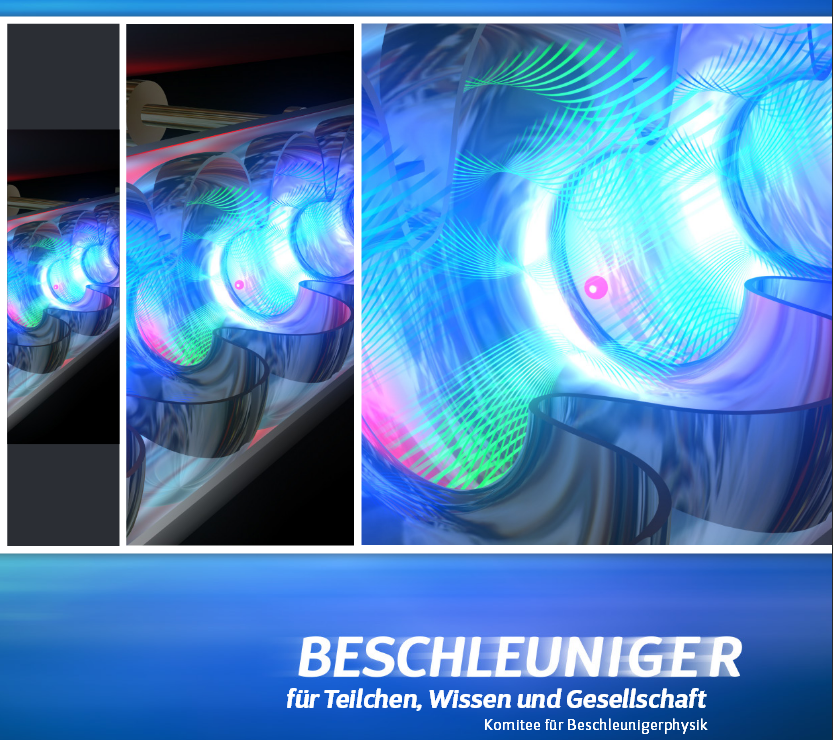 BESCHLEUNIGER
für Teilchen, Wissen und Gesellschaft
Komitee für Beschleunigerphysik